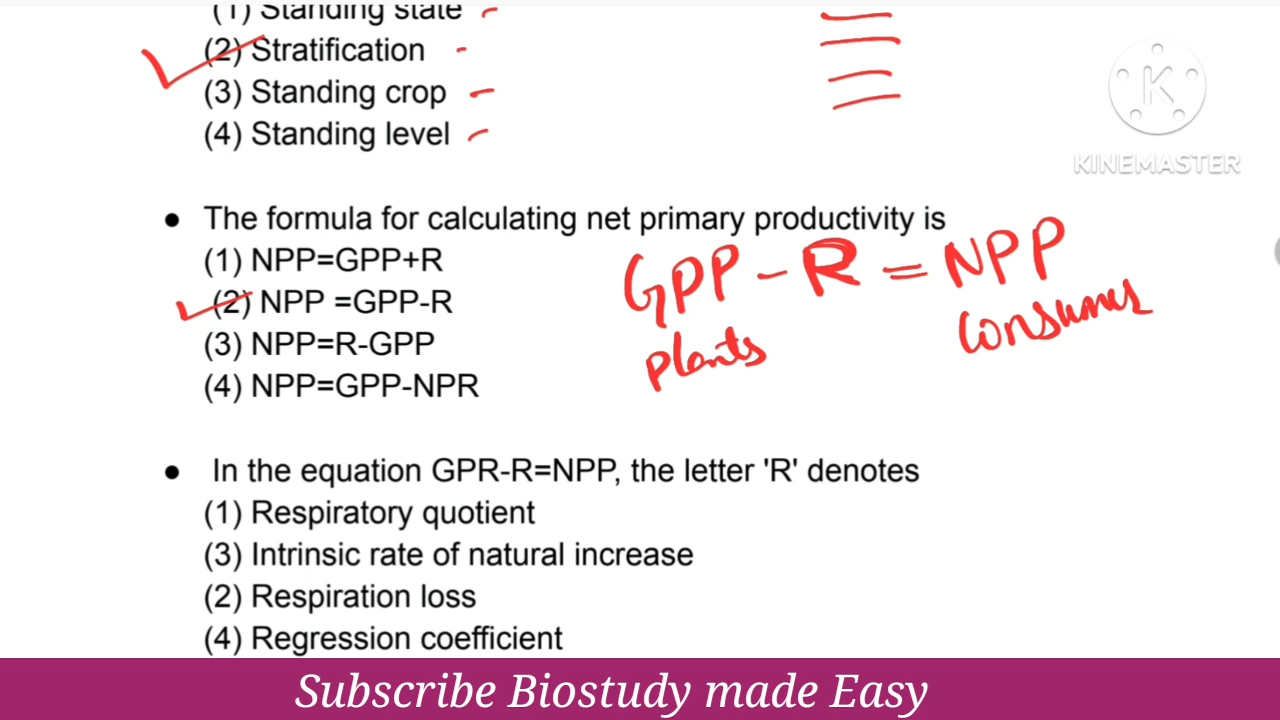 (1) Standing state
(2) Stratification
(3) Standing crop
(4) Standing level
KINEMASTER
• The formula for calculating net primary productivity is
(1) NPP=GPP+R
(2) NPP =GPP-R
(3) NPP=R-GPP
(4) NPP=GPP-NPR
GPP - R = NPP
plants consumer
• In the equation GPR-R=NPP, the letter 'R' denotes
(1) Respiratory quotient
(3) Intrinsic rate of natural increase
(2) Respiration loss
(4) Regression coefficient
Subscribe Biostudy made Easy